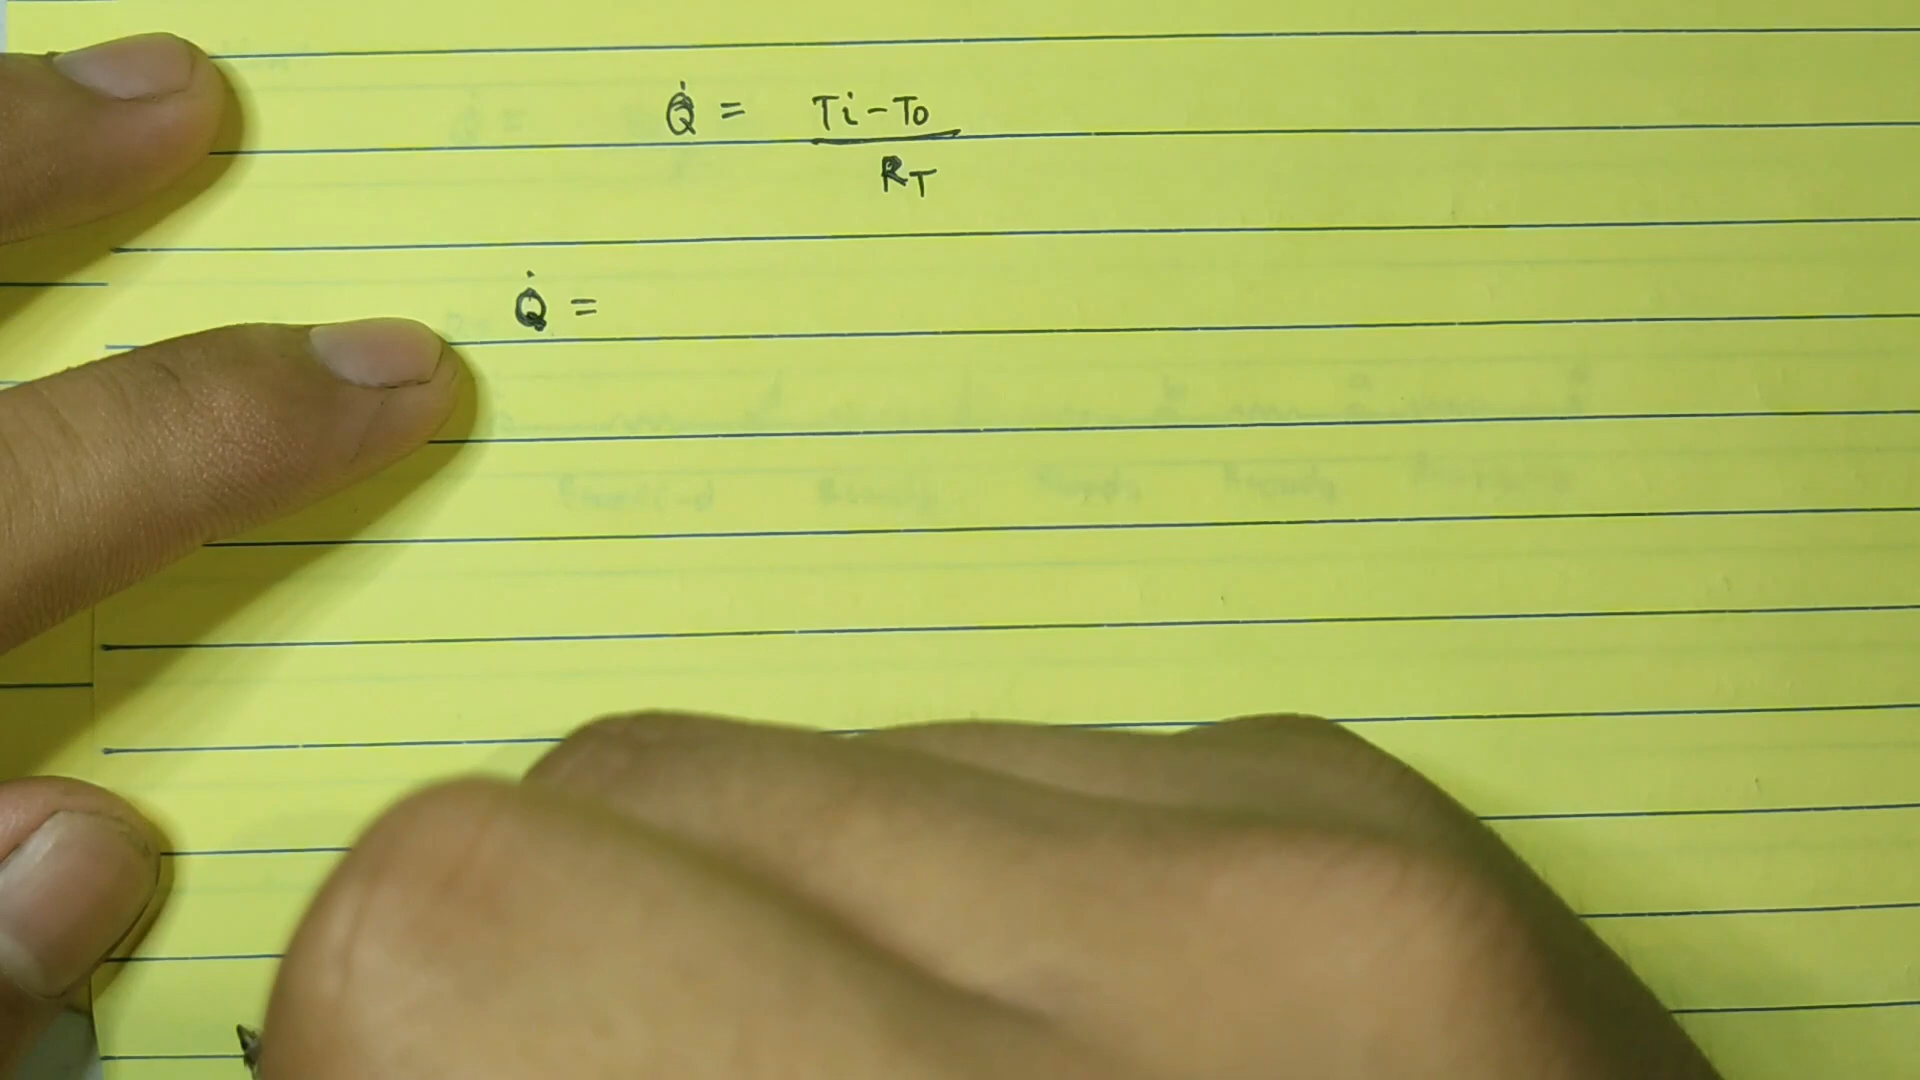 Q̇ = Ti-To
RT
Q̇ =